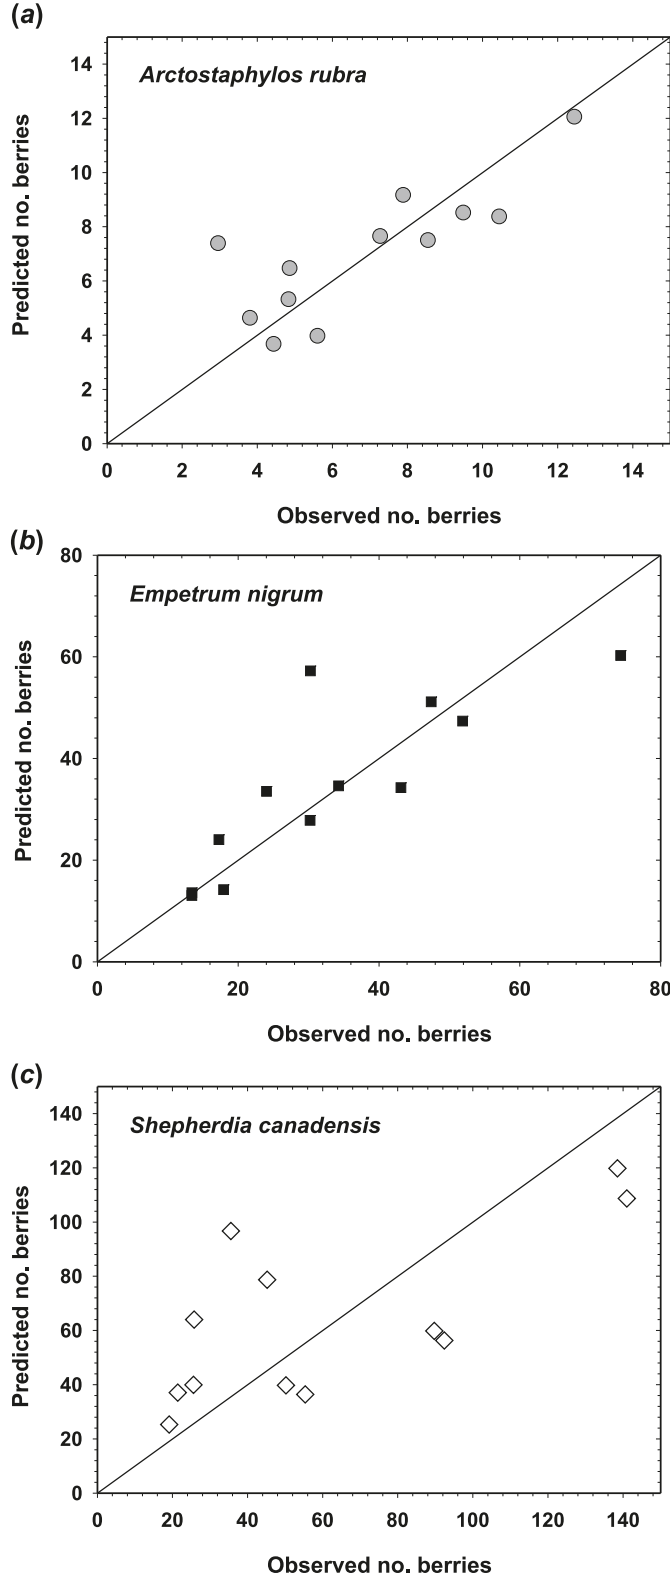 (a)
Arctostaphylos rubra
Predicted no. berries
14
12
10
8
6
4
2
0
0 2 4 6 8 10 12 14
Observed no. berries
(b)
Empetrum nigrum
Predicted no. berries
80
60
40
20
0
0 20 40 60 80
Observed no. berries
(c)
Shepherdia canadensis
Predicted no. berries
140
120
100
80
60
40
20
0
0 20 40 60 80 100 120 140
Observed no. berries